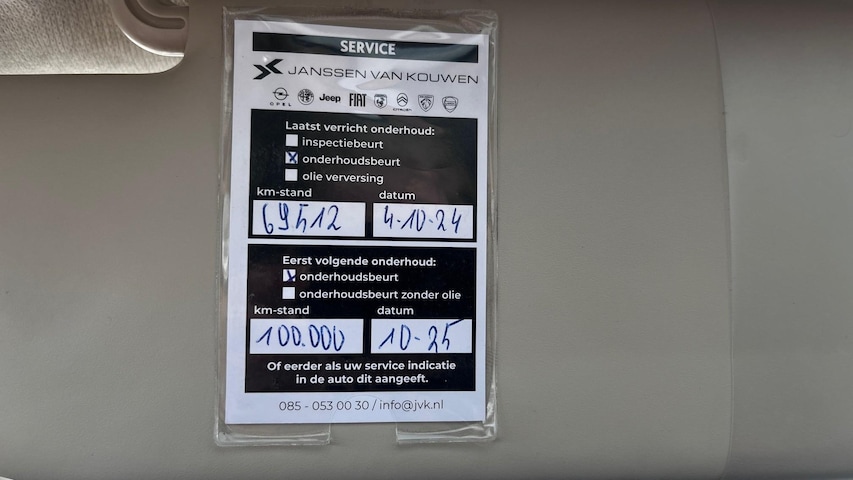 SERVICE
JANSSEN VAN KOUWEN
OPEL Jeep FIAT CITROËN
Laatst verricht onderhoud:
inspectiebeurt
onderhoudsbeurt
olie verversing
km-stand datum
69512 4-10-24
Eerst volgende onderhoud:
onderhoudsbeurt
onderhoudsbeurt zonder olie
km-stand datum
100.000 10-25
Of eerder als uw service indicatie
in de auto dit aangeeft.
085 - 053 00 30 / info@jvk.nl